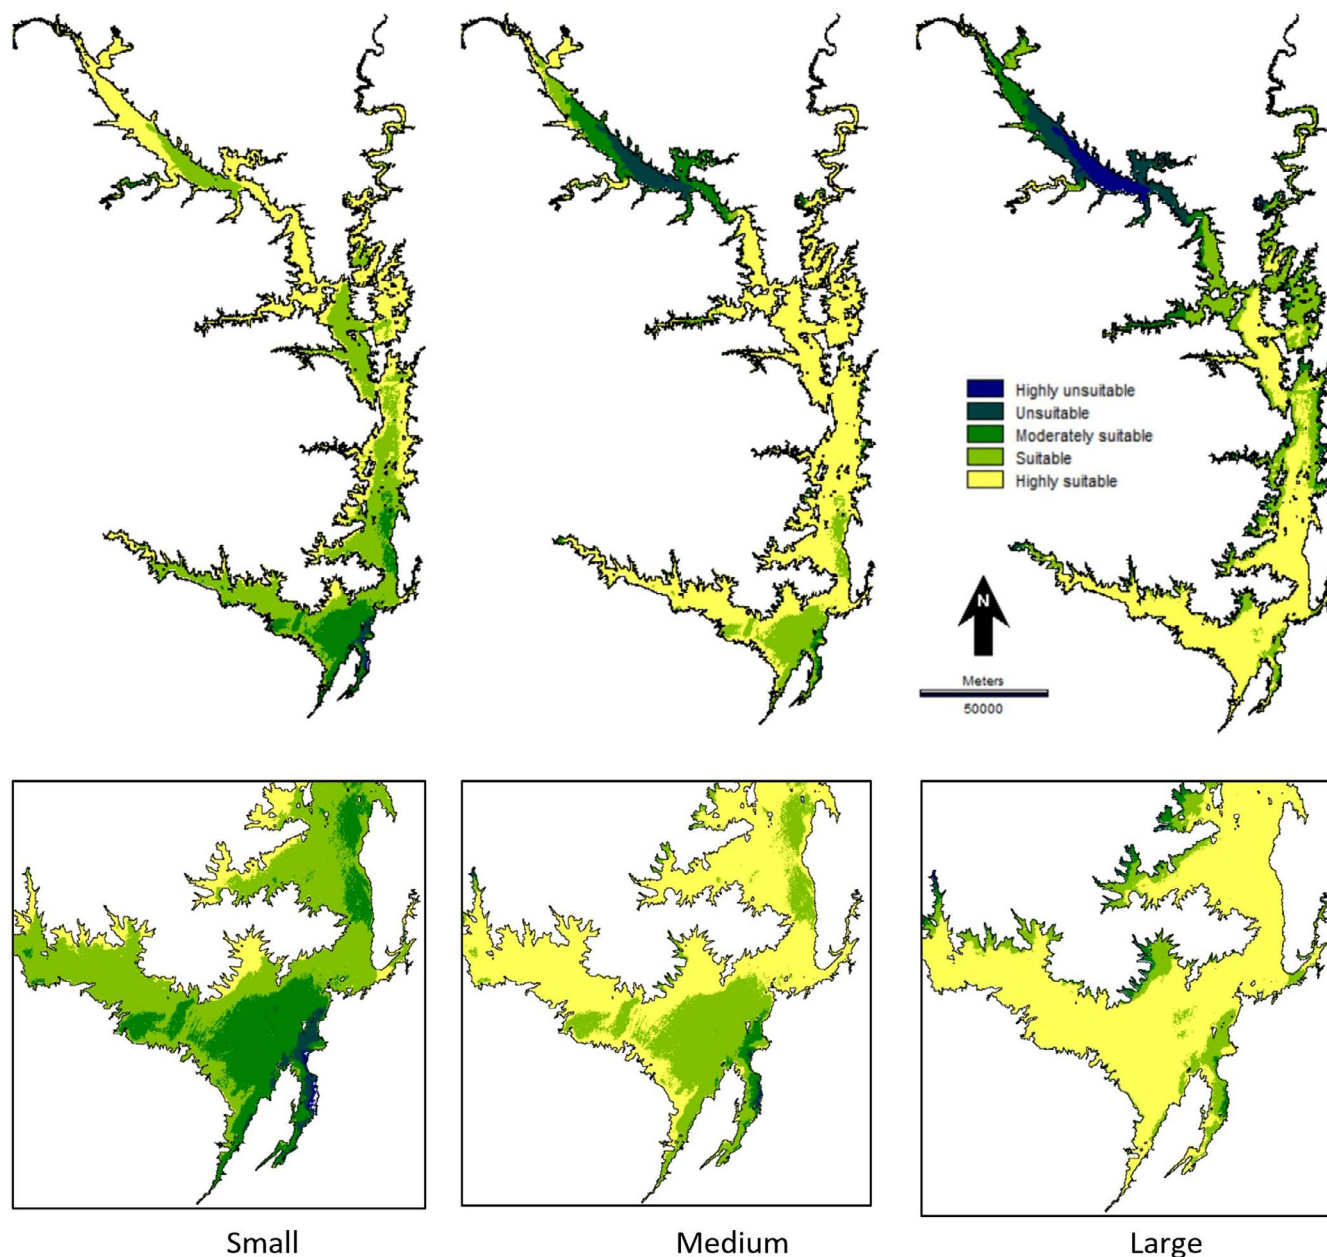 Highly unsuitable
Unsuitable
Moderately suitable
Suitable
Highly suitable
N
Meters
50000
Small
Medium
Large